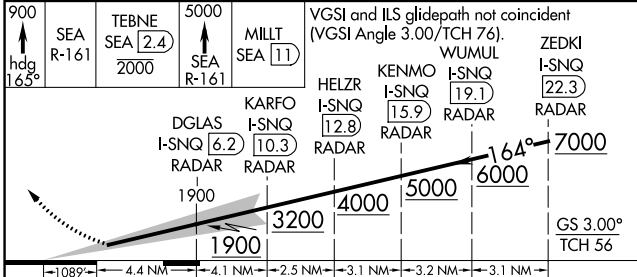 900
hdg
165°
SEA
R-161
TEBNE
SEA 2.4
2000
5000
SEA
R-161
MILLT
SEA 11
VGSI and ILS glidepath not coincident
(VGSI Angle 3.00/TCH 76).
ZEDKI
I-SNQ
22.3
RADAR
WUMUL
I-SNQ
19.1
RADAR
KENMO
I-SNQ
15.9
RADAR
HELZR
I-SNQ
12.8
RADAR
KARFO
I-SNQ
10.3
RADAR
DGLAS
I-SNQ 6.2
RADAR
1900
164°
7000
6000
5000
4000
3200
1900
GS 3.00°
TCH 56
1089'
4.4 NM
4.1 NM
2.5 NM
3.1 NM
3.2 NM
3.1 NM